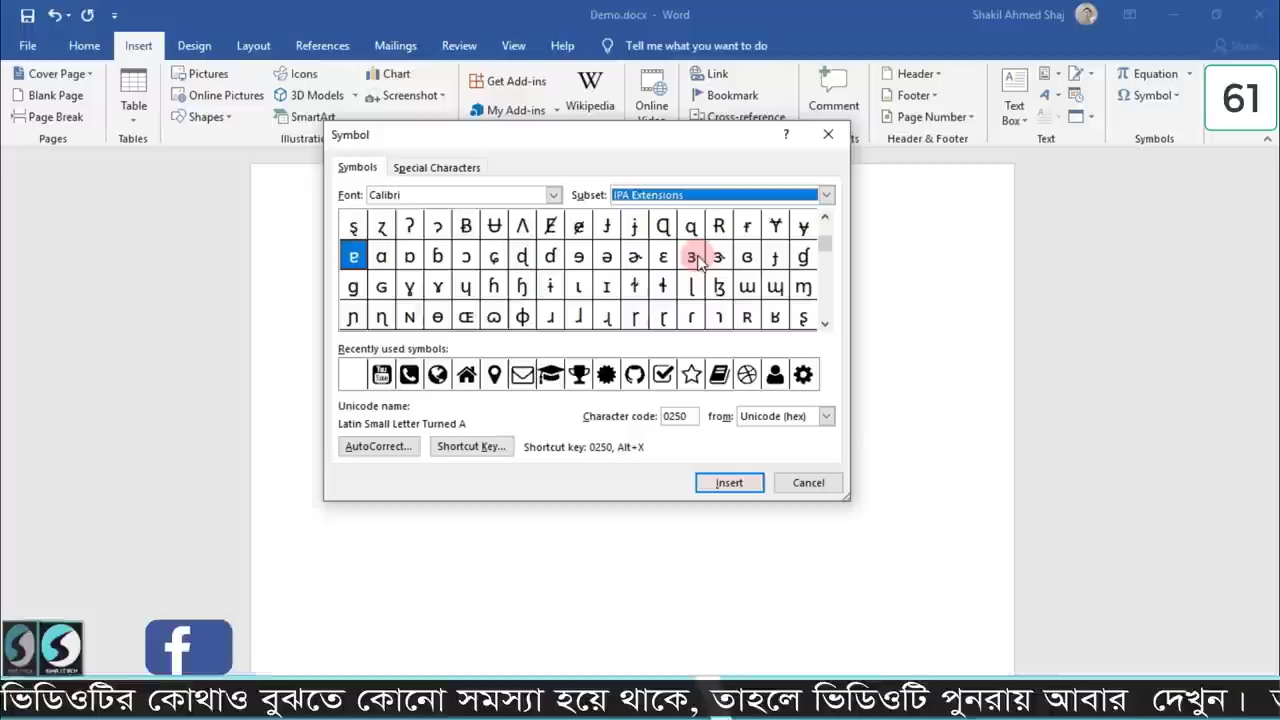 Demo.docx - Word
Shakil Ahmed Shaj
File Home Insert Design Layout References Mailings Review View Help Tell me what you want to do
Cover Page
Blank Page
Page Break
Pages
Table
Tables
Pictures
Online Pictures
Shapes
Icons
3D Models
SmartArt
Chart
Screenshot
Get Add-ins
My Add-ins
Wikipedia
Online
Link
Bookmark
Cross-reference
Comment
Comments
Header
Footer
Page Number
Header & Footer
Text
Box
Text
Equation
Symbol
Symbols
61
Symbol
Symbols Special Characters
Font: Calibri Subset: IPA Extensions
ş ɀ Ɂ ɔ Ƀ Ʉ Ʌ Ɇ ɇ Ɉ ɉ Ɋ ɋ Ɍ ɍ Ɏ ɏ
ɐ ɑ ɒ ɓ ɔ ɕ ɖ ɗ ɘ ə ɚ ɛ ɜ ɝ ɞ ɟ ɠ
ɡ ɢ ɣ ɤ ɥ ɦ ɧ ɨ ɩ ɪ ɫ ɬ ɭ ɮ ɯ ɰ ɱ
ɲ ɳ ɴ ɵ ɶ ɷ ɸ ɹ ɺ ɻ ɼ ɽ ɾ ɿ ʀ ʁ ʂ
Recently used symbols:
Unicode name:
Latin Small Letter Turned A
Character code: 0250 from: Unicode (hex)
AutoCorrect... Shortcut Key... Shortcut key: 0250, Alt+X
Insert Cancel
ভিডিওটির কোথাও বুঝতে কোনো সমস্যা হয়ে থাকে, তাহলে ভিডিওটি পুনরায় আবার দেখুন।